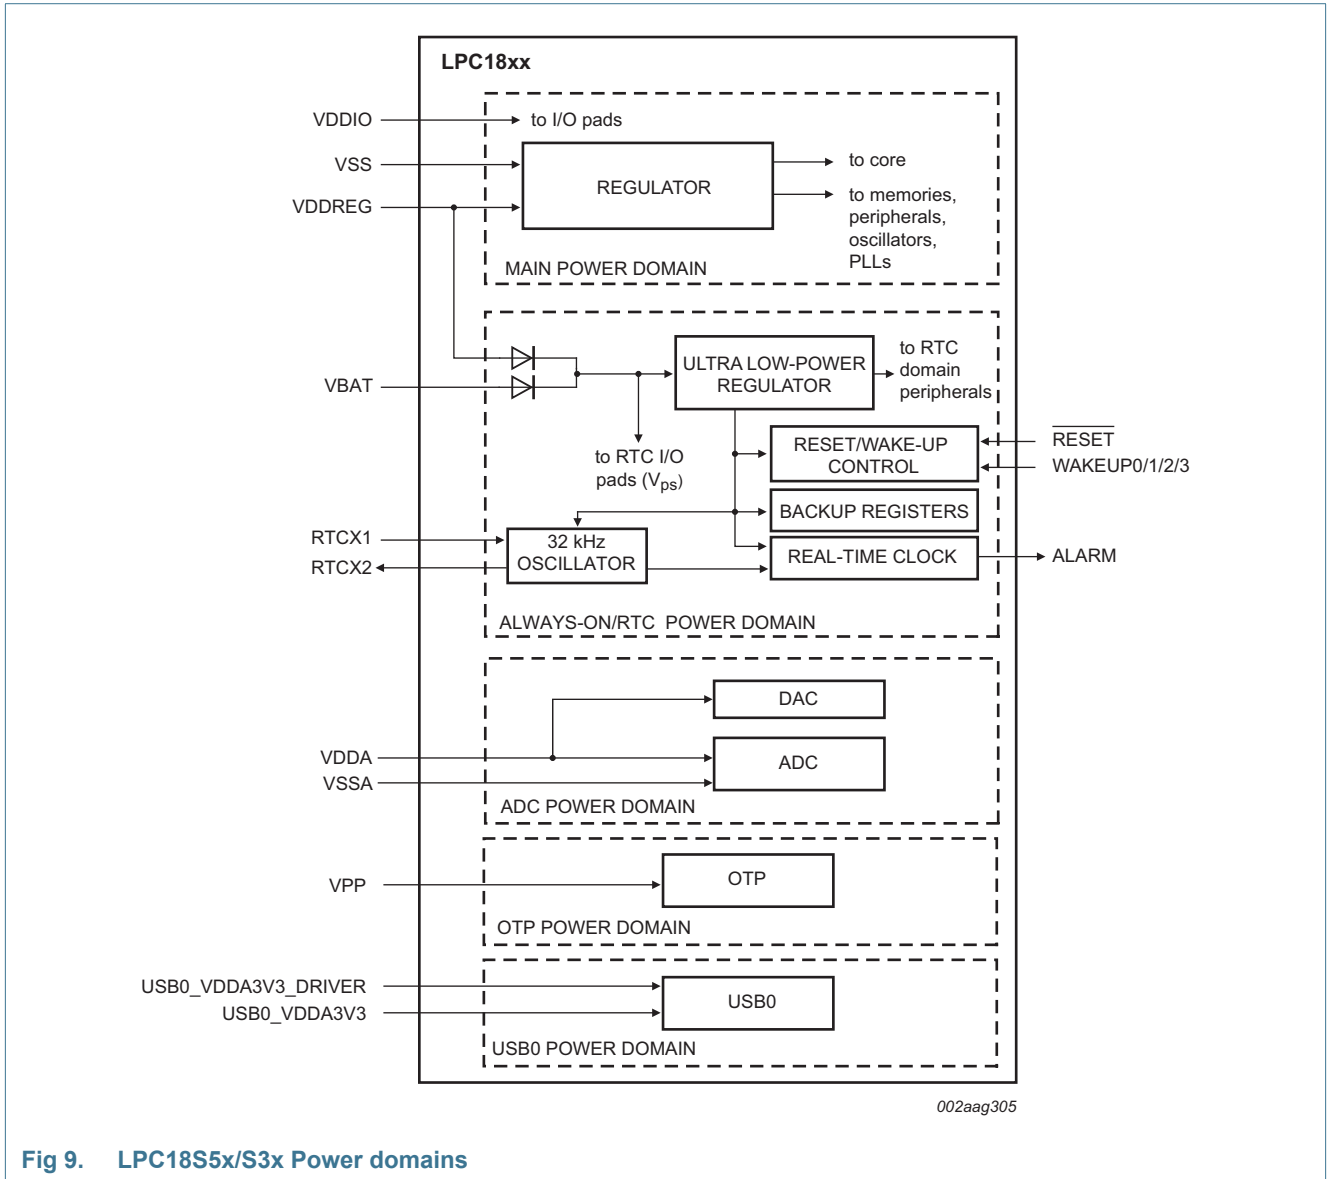 LPC18xx
VDDIO
to I/O pads
VSS
REGULATOR
to core
VDDREG
to memories,
peripherals,
oscillators,
PLLs
MAIN POWER DOMAIN
VBAT
ULTRA LOW-POWER
REGULATOR
to RTC
domain
peripherals
to RTC I/O
pads (Vps)
RESET/WAKE-UP
CONTROL
RESET
WAKEUP0/1/2/3
BACKUP REGISTERS
RTCX1
RTCX2
32 kHz
OSCILLATOR
REAL-TIME CLOCK
ALARM
ALWAYS-ON/RTC POWER DOMAIN
DAC
VDDA
VSSA
ADC
ADC POWER DOMAIN
VPP
OTP
OTP POWER DOMAIN
USB0_VDDA3V3_DRIVER
USB0_VDDA3V3
USB0
USB0 POWER DOMAIN
002aag305
Fig 9. LPC18S5x/S3x Power domains